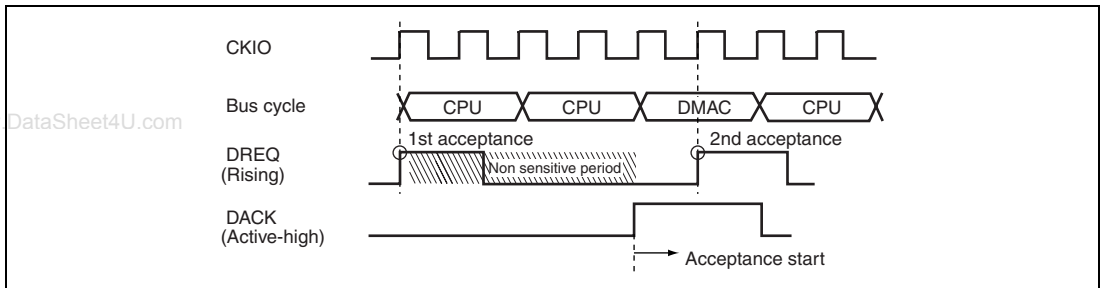 CKIO
Bus cycle
CPU
CPU
DMAC
CPU
.DataSheet4U.com
1st acceptance
2nd acceptance
DREQ
(Rising)
Non sensitive period
DACK
(Active-high)
Acceptance start